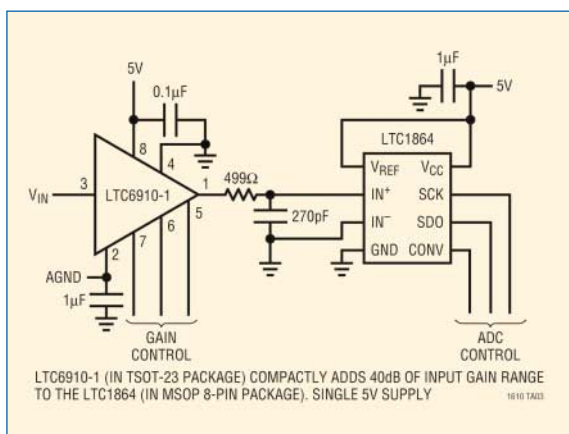 5V
0.1µF
8
4
VIN
3
LTC6910-1
1
2
7
6
5
AGND
1µF
GAIN
CONTROL
499Ω
270pF
1µF
5V
LTC1864
VREF
VCC
IN+
SCK
IN–
SDO
GND
CONV
ADC
CONTROL
LTC6910-1 (IN TSOT-23 PACKAGE) COMPACTLY ADDS 40dB OF INPUT GAIN RANGE
TO THE LTC1864 (IN MSOP 8-PIN PACKAGE). SINGLE 5V SUPPLY